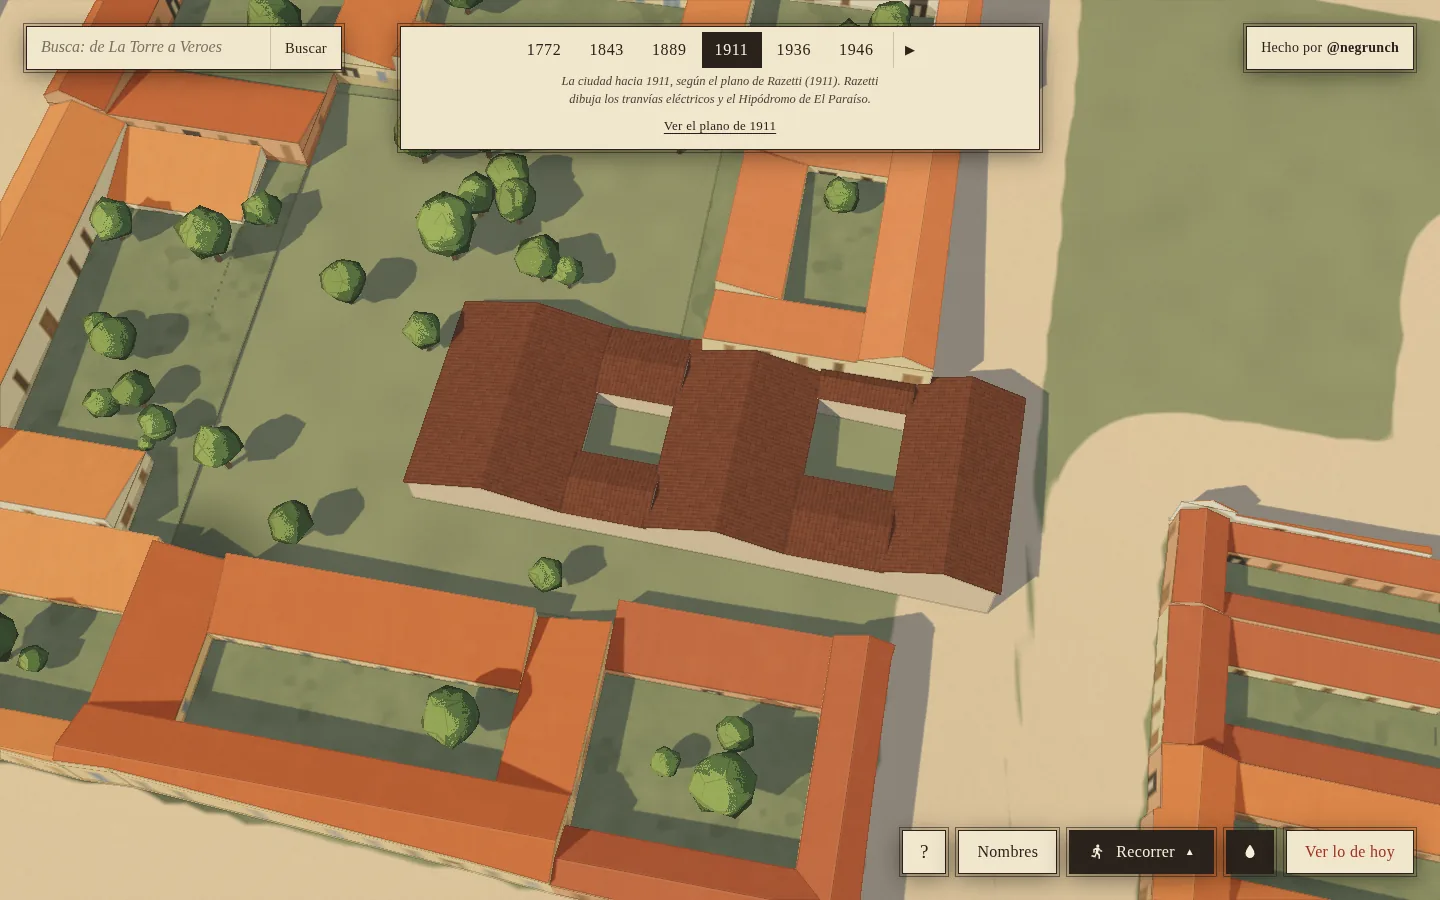 Busca: de La Torre a Veroes
Buscar
1772 1843 1889 1911 1936 1946
La ciudad hacia 1911, según el plano de Razetti (1911). Razetti
dibuja los tranvías eléctricos y el Hipódromo de El Paraíso.
Ver el plano de 1911
Hecho por @negrunch
?
Nombres
Recorrer
Ver lo de hoy